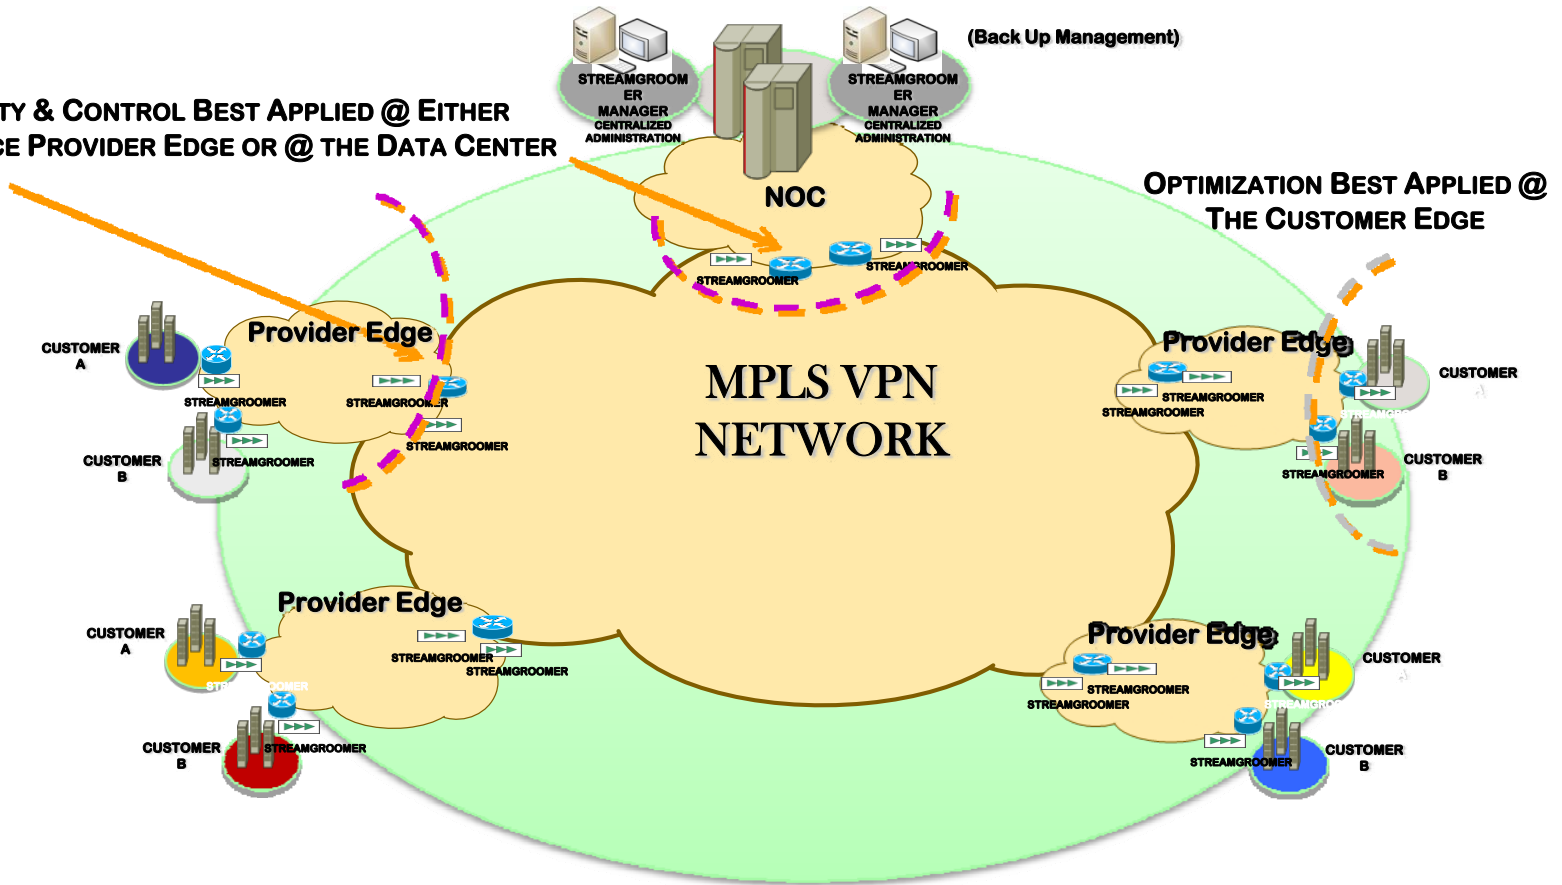 (Back Up Management)
STREAMGROOM
ER
MANAGER
CENTRALIZED
ADMINISTRATION
STREAMGROOM
ER
MANAGER
CENTRALIZED
ADMINISTRATION
TY & CONTROL BEST APPLIED @ EITHER
CE PROVIDER EDGE OR @ THE DATA CENTER
NOC
OPTIMIZATION BEST APPLIED @
THE CUSTOMER EDGE
STREAMGROOMER
STREAMGROOMER
Provider Edge
CUSTOMER
A
STREAMGROOMER
STREAMGROOMER
STREAMGROOMER
CUSTOMER
B
STREAMGROOMER
MPLS VPN
NETWORK
Provider Edge
STREAMGROOMER
STREAMGROOMER
CUSTOMER
CUSTOMER
B
STREAMGROOMER
Provider Edge
CUSTOMER
A
STREAMGROOMER
STREAMGROOMER
STREAMGROOMER
CUSTOMER
B
STREAMGROOMER
Provider Edge
STREAMGROOMER
STREAMGROOMER
CUSTOMER
STREAMGROO
CUSTOMER
B
STREAMGROOMER